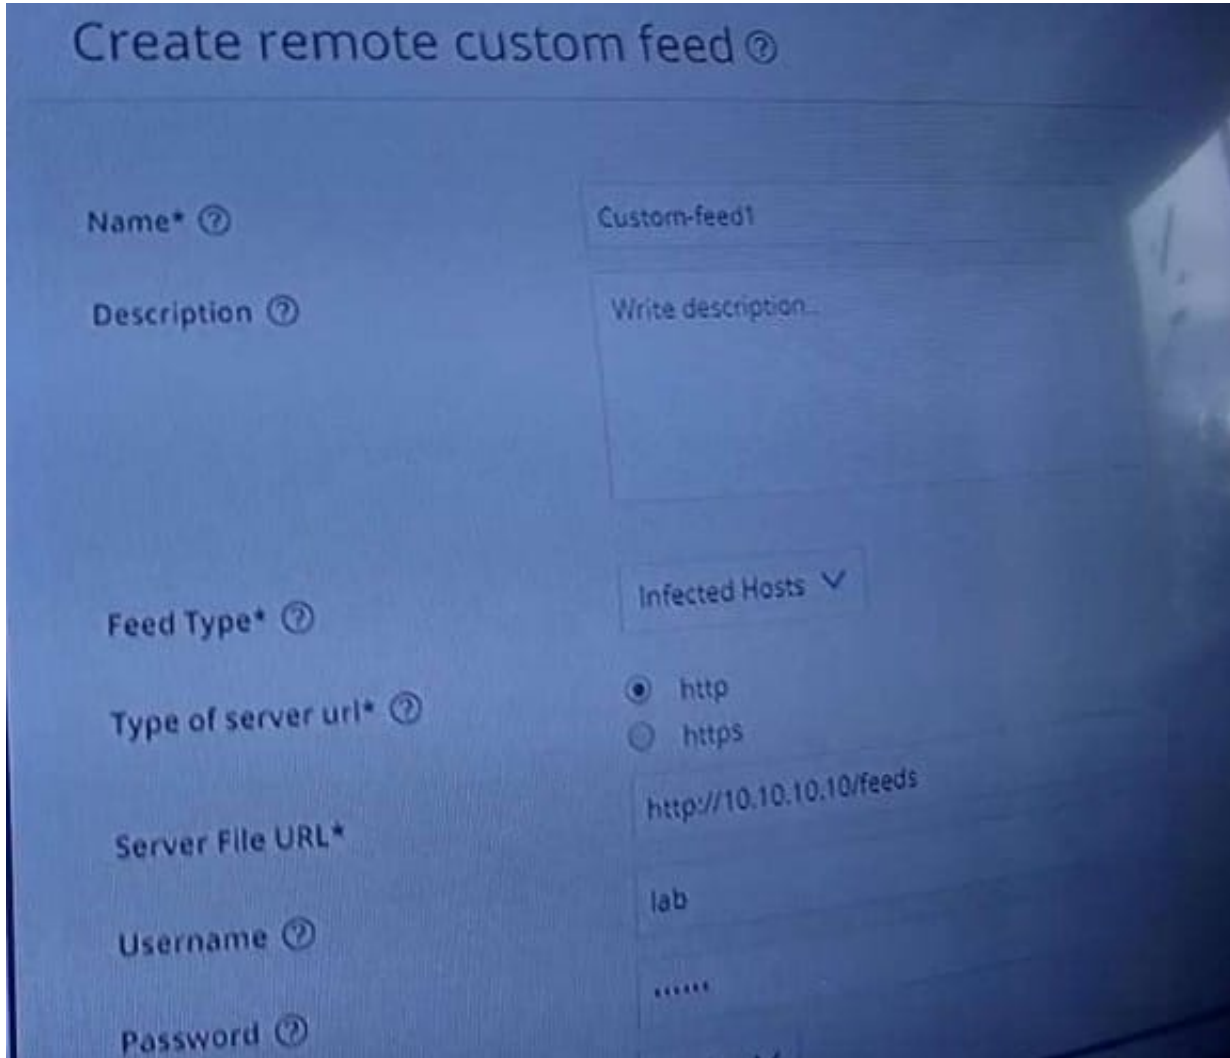 Create remote custom feed ?
Name* ? Custom-feed1
Description ? Write description...
Feed Type* ? Infected Hosts
Type of server url* ? http
https
Server File URL* http://10.10.10.10/feeds
Username ? lab
Password ? ••••••